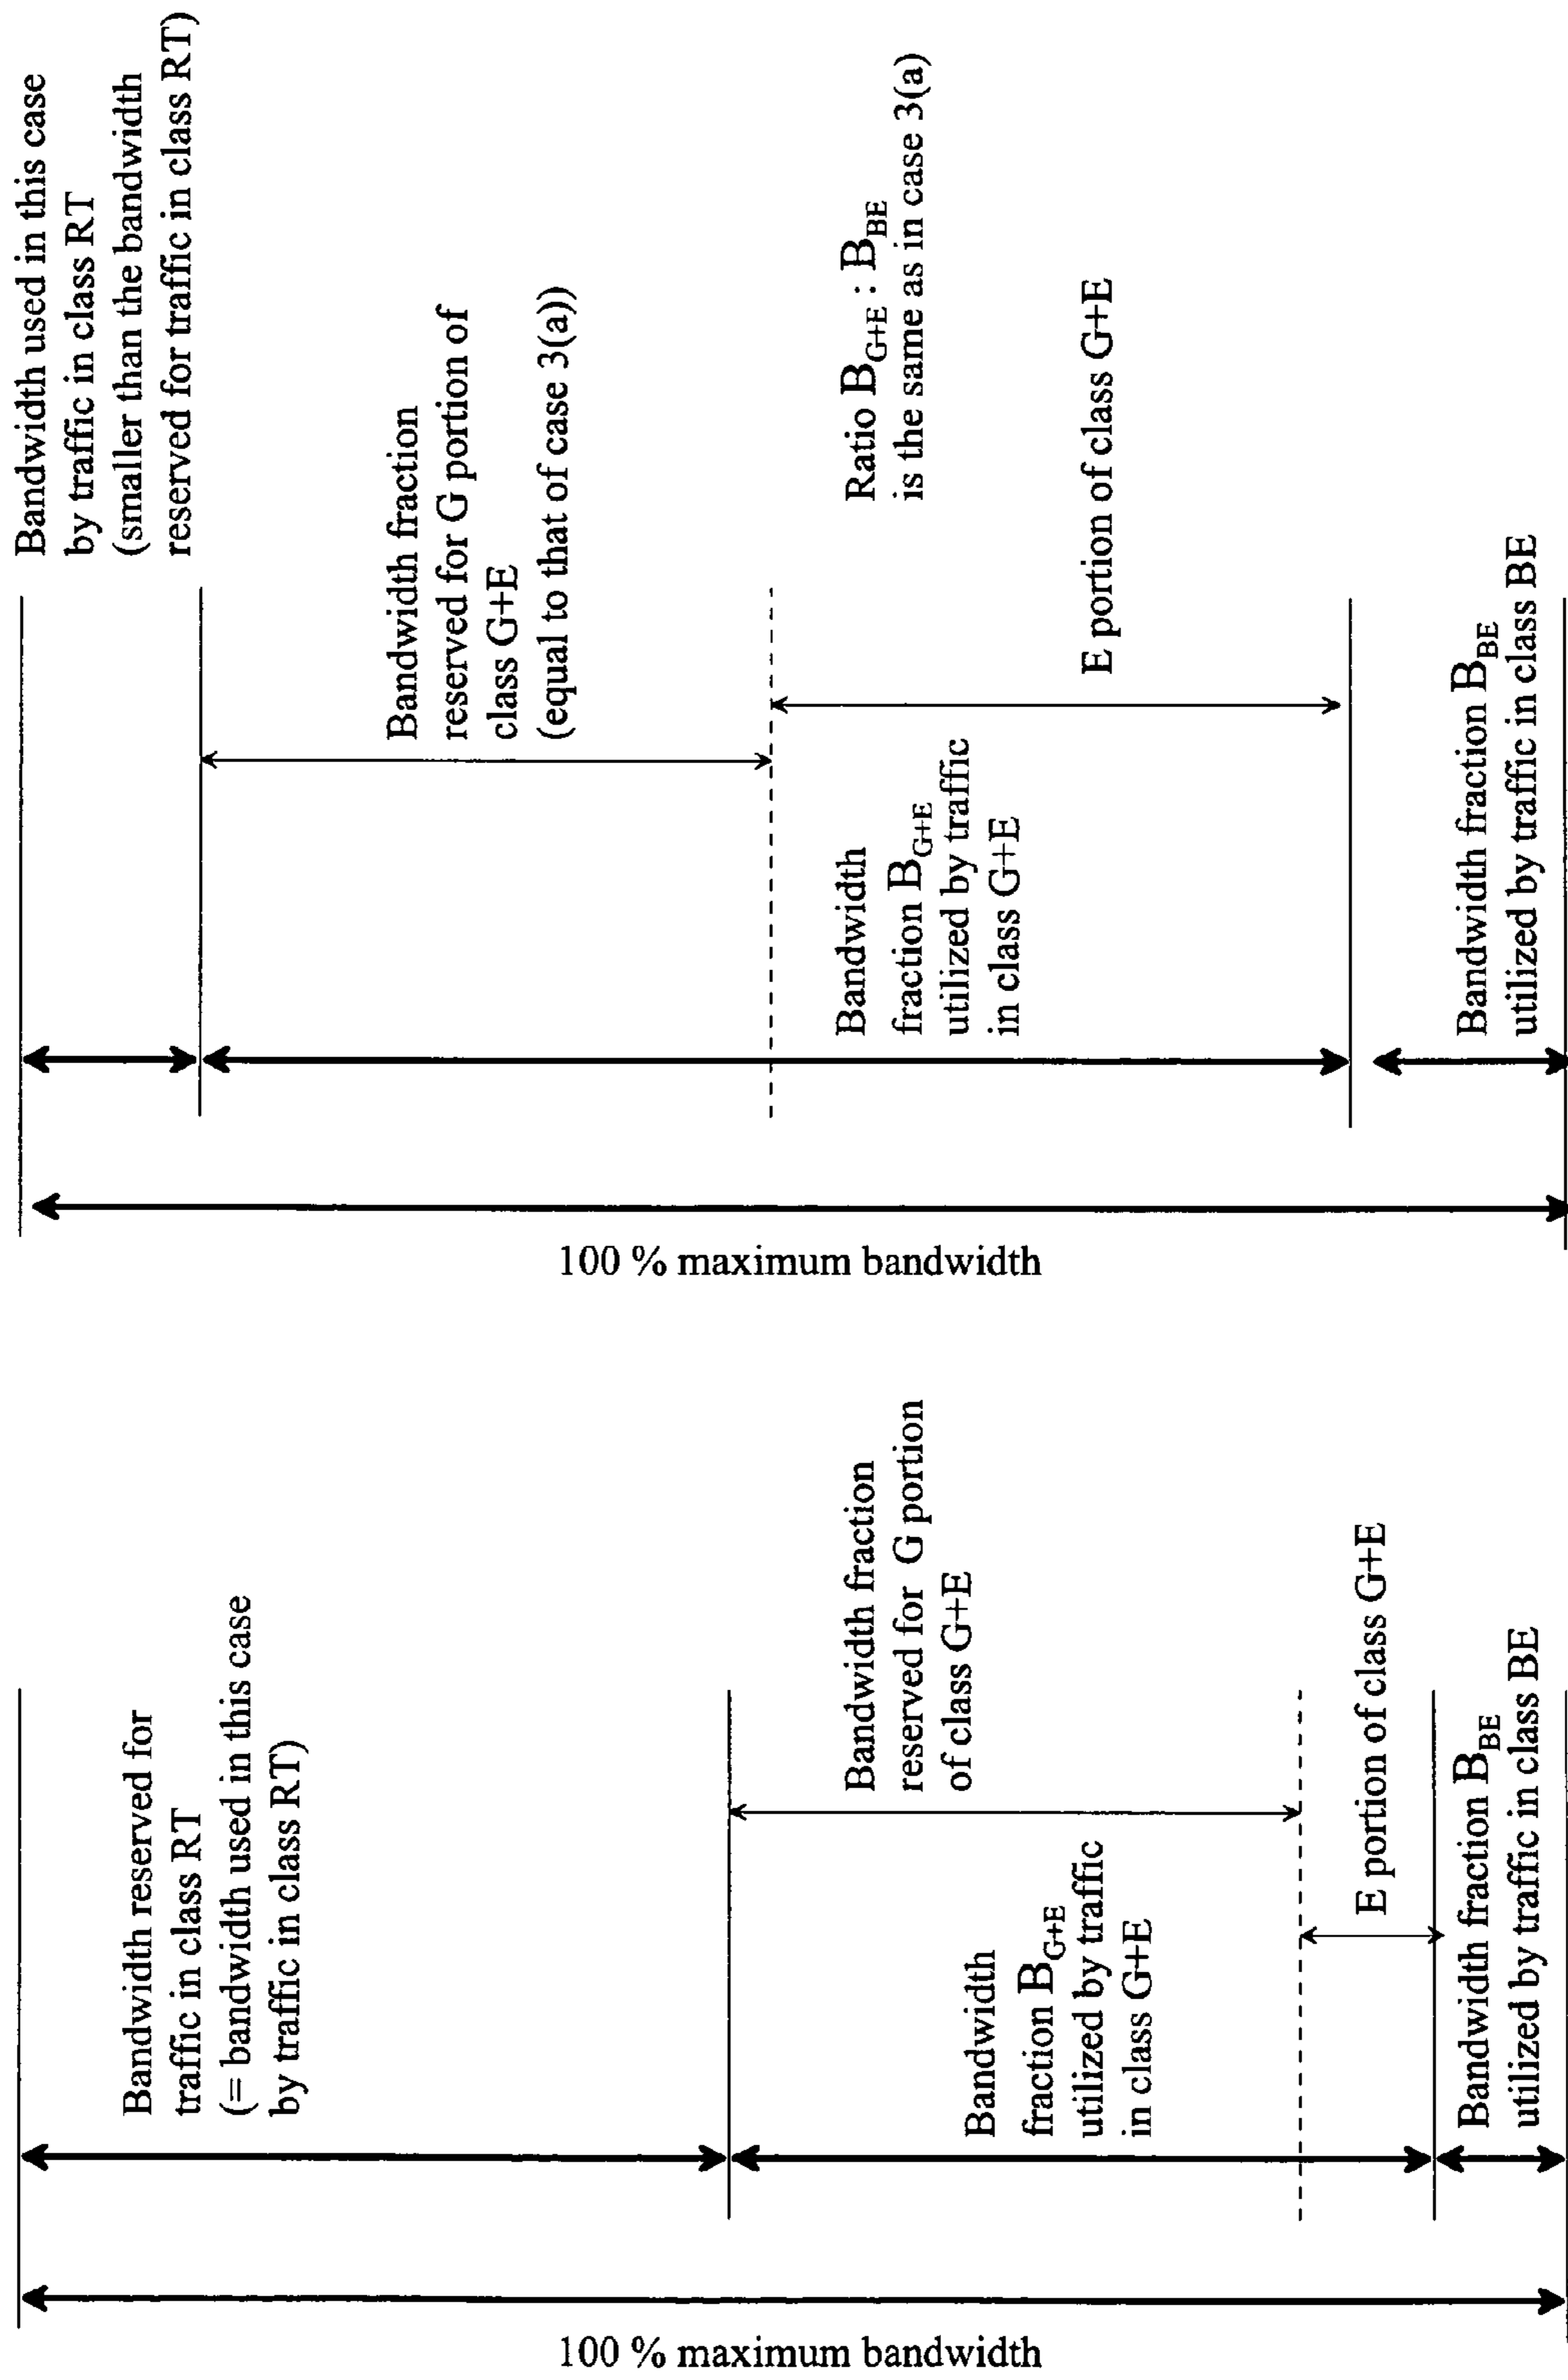 100 % maximum bandwidth
Bandwidth reserved for
traffic in class RT
(= bandwidth used in this case
by traffic in class RT)
Bandwidth fraction
reserved for G portion
of class G+E
Bandwidth
fraction B_G+E
utilized by traffic
in class G+E
E portion of class G+E
Bandwidth fraction B_BE
utilized by traffic in class BE
100 % maximum bandwidth
Bandwidth used in this case
by traffic in class RT
(smaller than the bandwidth
reserved for traffic in class RT)
Bandwidth fraction
reserved for G portion of
class G+E
(equal to that of case 3(a))
Bandwidth
fraction B_G+E
utilized by traffic
in class G+E
Ratio B_G+E : B_BE
is the same as in case 3(a)
E portion of class G+E
Bandwidth fraction B_BE
utilized by traffic in class BE